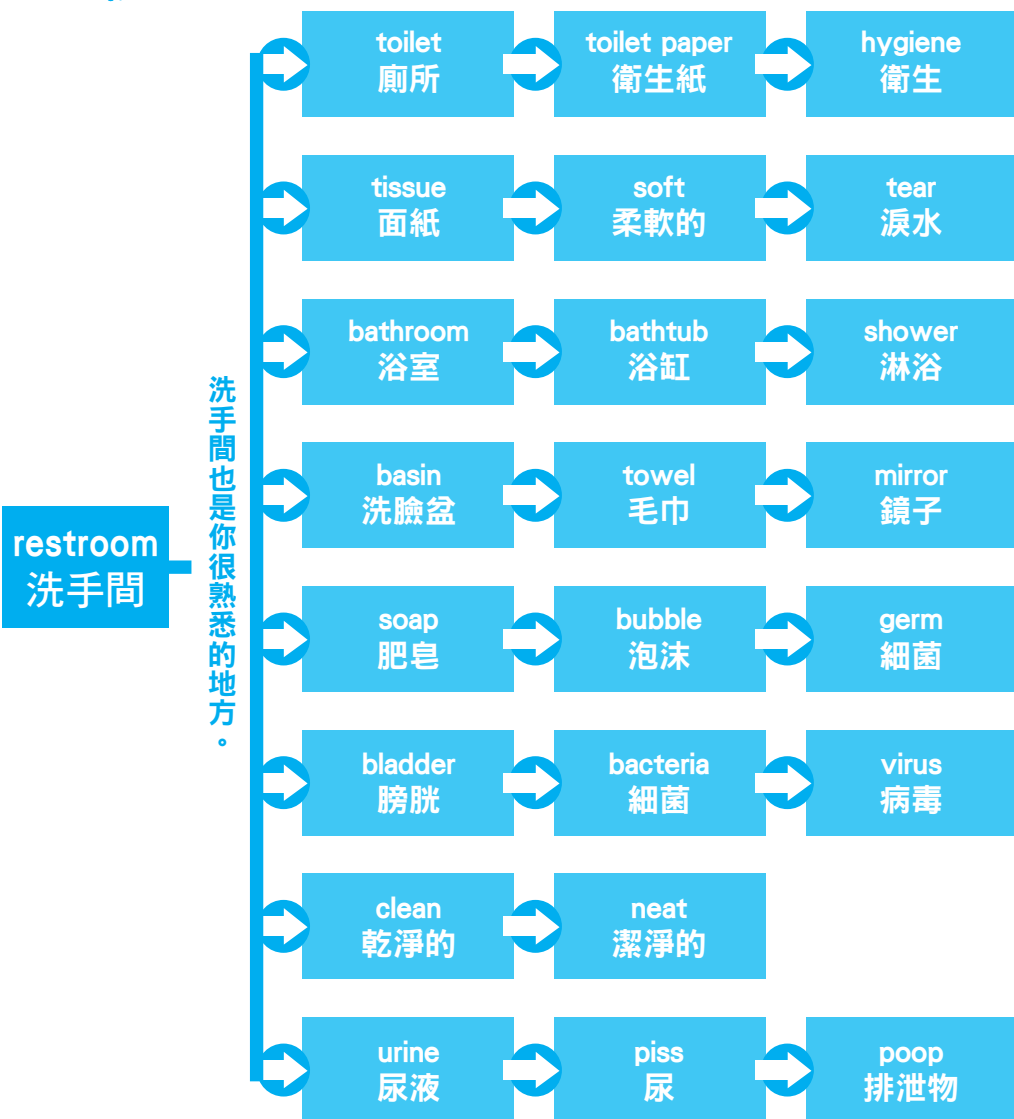 restroom
洗手間
洗手間也是你很熟悉的地方。
toilet
廁所
toilet paper
衛生紙
hygiene
衛生
tissue
面紙
soft
柔軟的
tear
淚水
bathroom
浴室
bathtub
浴缸
shower
淋浴
basin
洗臉盆
towel
毛巾
mirror
鏡子
soap
肥皂
bubble
泡沫
germ
細菌
bladder
膀胱
bacteria
細菌
virus
病毒
clean
乾淨的
neat
潔淨的
urine
尿液
piss
尿
poop
排泄物